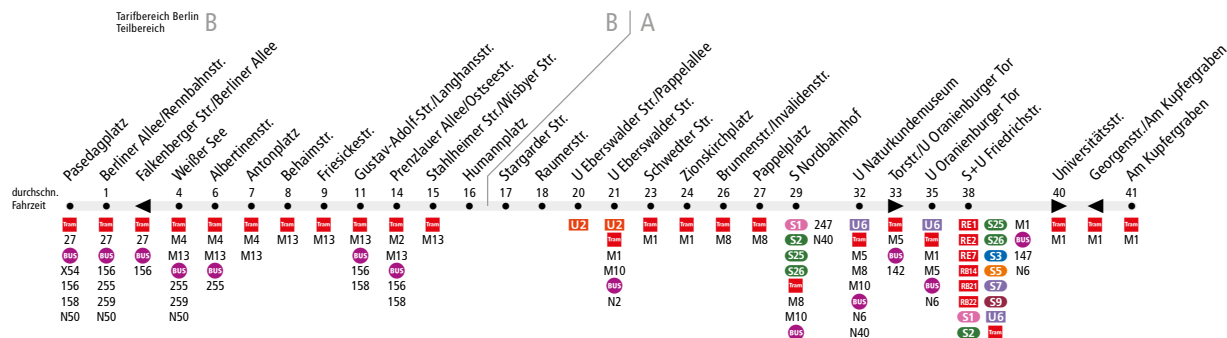 Tarifbereich Berlin B
Teilbereich
B A
Pasedagplatz
Berliner Allee/Rennbahnstr.
Falkenberger Str./Berliner Allee
Weißer See
Albertinenstr.
Antonplatz
Behaimstr.
Friesickestr.
Gustav-Adolf-Str./Langhansstr.
Prenzlauer Allee/Ostseestr.
Stahlheimer Str./Wisbyer Str.
Humannplatz
Stargarder Str.
Raumerstr.
U Eberswalder Str./Pappelallee
U Eberswalder Str.
Schwedter Str.
Zionskirchplatz
Brunnenstr./Invalidenstr.
Pappelplatz
S Nordbahnhof
U Naturkundemuseum
Torstr./U Oranienburger Tor
U Oranienburger Tor
S+U Friedrichstr.
Universitätsstr.
Georgenstr./Am Kupfergraben
Am Kupfergraben
durchschn.
Fahrzeit
1 4 6 7 8 9 11 14 15 16 17 18 20 21 23 24 26 27 29 32 33 35 38 40 41
Tram
27
BUS
X54
156
158
N50
Tram
27
BUS
156
255
259
N50
Tram
27
BUS
156
Tram
M4
M13
BUS
255
259
N50
Tram
M4
M13
BUS
255
Tram
M4
M13
Tram
M13
Tram
M13
Tram
M13
BUS
156
158
Tram
M2
M13
BUS
156
158
Tram
M13
U2
U2
Tram
M1
M10
BUS
N2
Tram
M1
Tram
M1
Tram
M8
Tram
M8
S1 247
S2 N40
S25
S26
Tram
M8
M10
BUS
U6
Tram
M5
M8
M10
BUS
N6
N40
Tram
M5
BUS
142
U6
Tram
M1
M5
BUS
N6
RE1 S25 M1
RE2 S26 BUS
RE7 S3 147
RB14 S5 N6
RB21 S7
RB22 S9
S1 U6
S2 Tram
Tram
M1
Tram
M1
Tram
M1